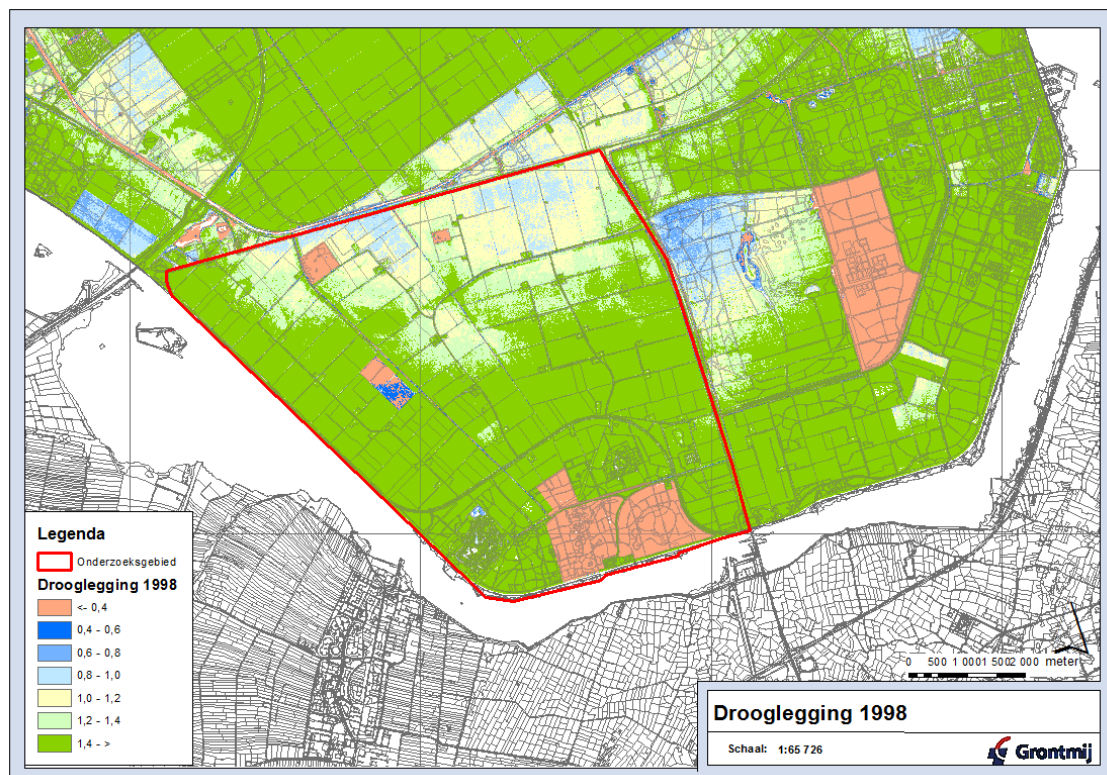 Legenda
Onderzoeksgebied
Drooglegging 1998
<- 0,4
0,4 - 0,6
0,6 - 0,8
0,8 - 1,0
1,0 - 1,2
1,2 - 1,4
1,4 - >
0 500 1 0001 5002 000 meter
Drooglegging 1998
Schaal: 1:65 726
Grontmij